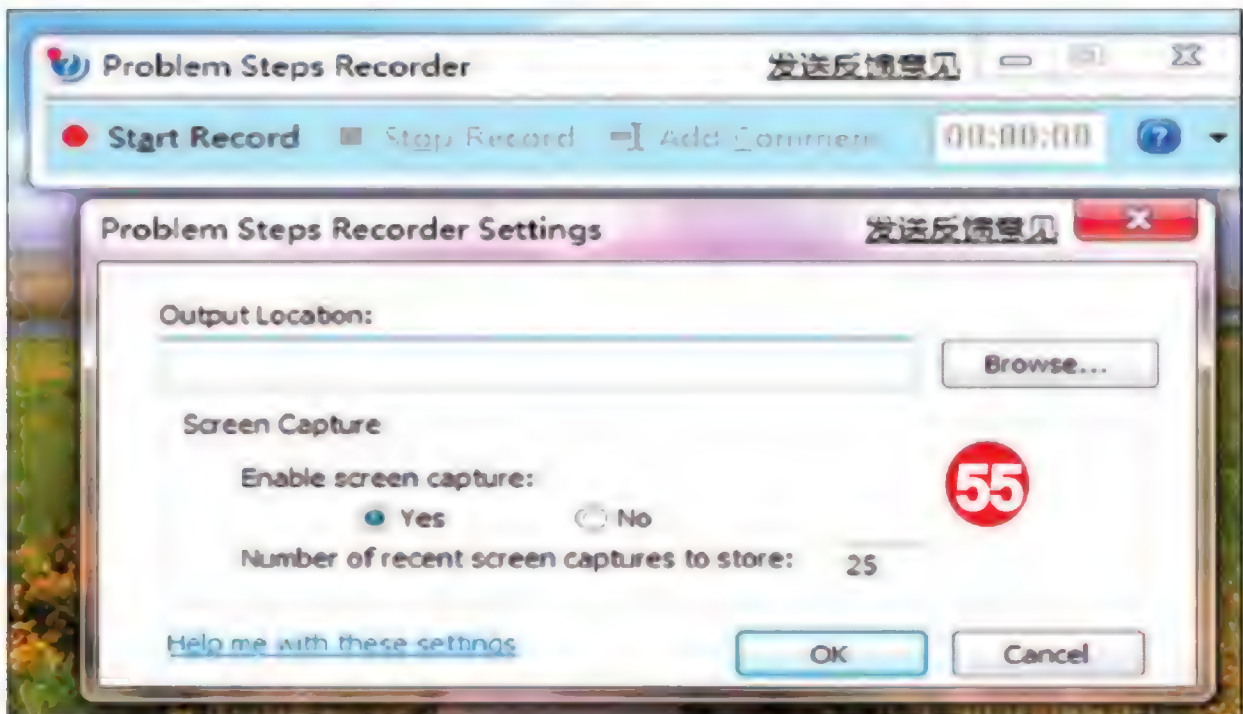 Problem Steps Recorder 发送反馈意见
Start Record Stop Record Add Comment 00:00:00 ?
Problem Steps Recorder Settings 发送反馈意见
Output Location:
Browse...
Screen Capture
Enable screen capture:
55
Yes No
Number of recent screen captures to store: 25
Help me with these settings
OK Cancel